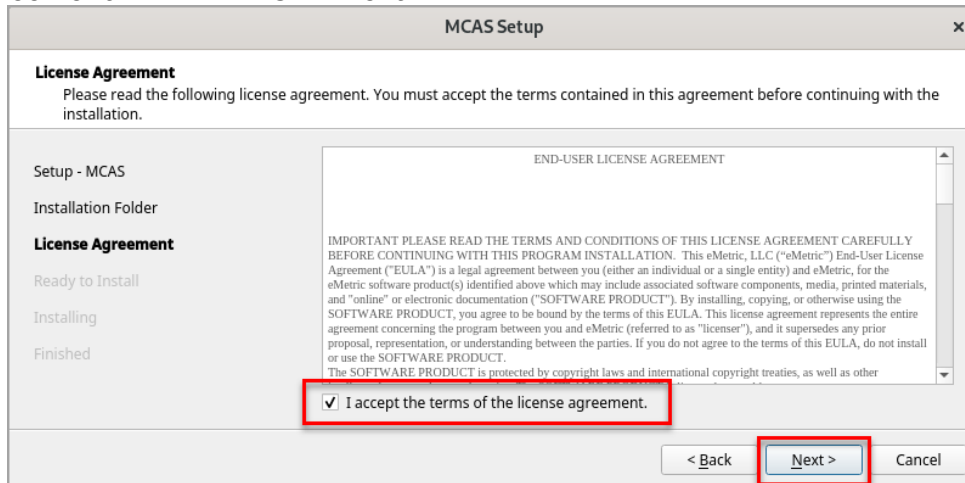 MCAS Setup
×
License Agreement
Please read the following license agreement. You must accept the terms contained in this agreement before continuing with the
installation.
Setup - MCAS
Installation Folder
License Agreement
Ready to Install
Installing
Finished
END-USER LICENSE AGREEMENT
IMPORTANT PLEASE READ THE TERMS AND CONDITIONS OF THIS LICENSE AGREEMENT CAREFULLY
BEFORE CONTINUING WITH THIS PROGRAM INSTALLATION. This eMetric, LLC (“eMetric”) End-User License
Agreement ("EULA") is a legal agreement between you (either an individual or a single entity) and eMetric, for the
eMetric software product(s) identified above which may include associated software components, media, printed materials,
and "online" or electronic documentation ("SOFTWARE PRODUCT"). By installing, copying, or otherwise using the
SOFTWARE PRODUCT, you agree to be bound by the terms of this EULA. This license agreement represents the entire
agreement concerning the program between you and eMetric (referred to as "licenser"), and it supersedes any prior
proposal, representation, or understanding between the parties. If you do not agree to the terms of this EULA, do not install
or use the SOFTWARE PRODUCT.
The SOFTWARE PRODUCT is protected by copyright laws and international copyright treaties, as well as other
I accept the terms of the license agreement.
< Back
Next >
Cancel